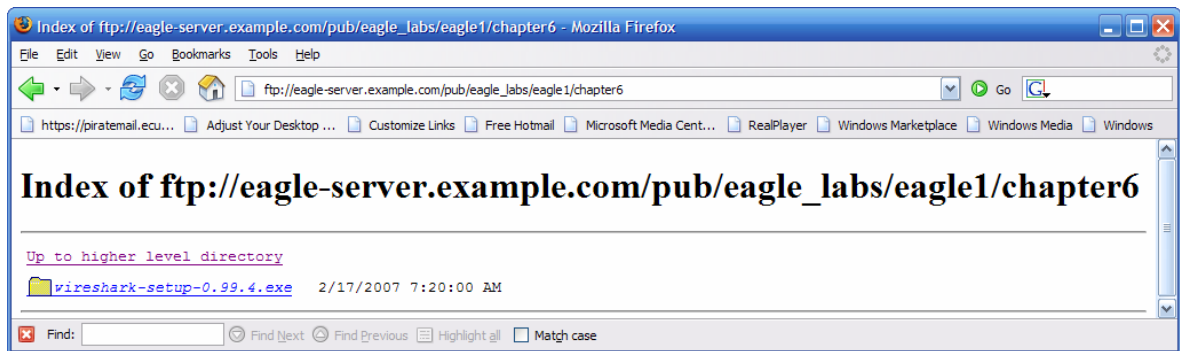 Index of ftp://eagle-server.example.com/pub/eagle_labs/eagle1/chapter6 - Mozilla Firefox
File Edit View Go Bookmarks Tools Help
ftp://eagle-server.example.com/pub/eagle_labs/eagle1/chapter6 Go G
https://piratemail.ecu... Adjust Your Desktop ... Customize Links Free Hotmail Microsoft Media Cent... RealPlayer Windows Marketplace Windows Media Windows
Index of ftp://eagle-server.example.com/pub/eagle_labs/eagle1/chapter6
Up to higher level directory
wireshark-setup-0.99.4.exe 2/17/2007 7:20:00 AM
Find: Find Next Find Previous Highlight all Match case